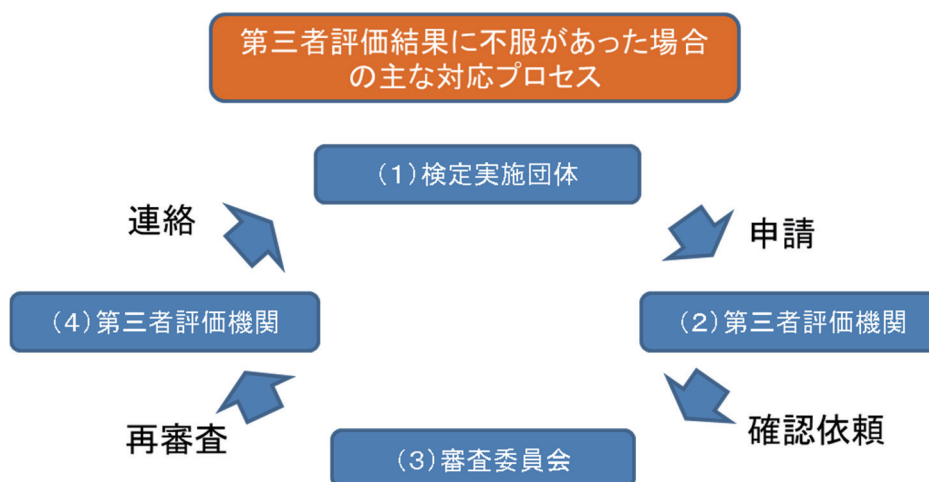 第三者評価結果に不服があった場合
の主な対応プロセス
(1)検定実施団体
連絡
申請
(4)第三者評価機関
(2)第三者評価機関
再審査
確認依頼
(3)審査委員会